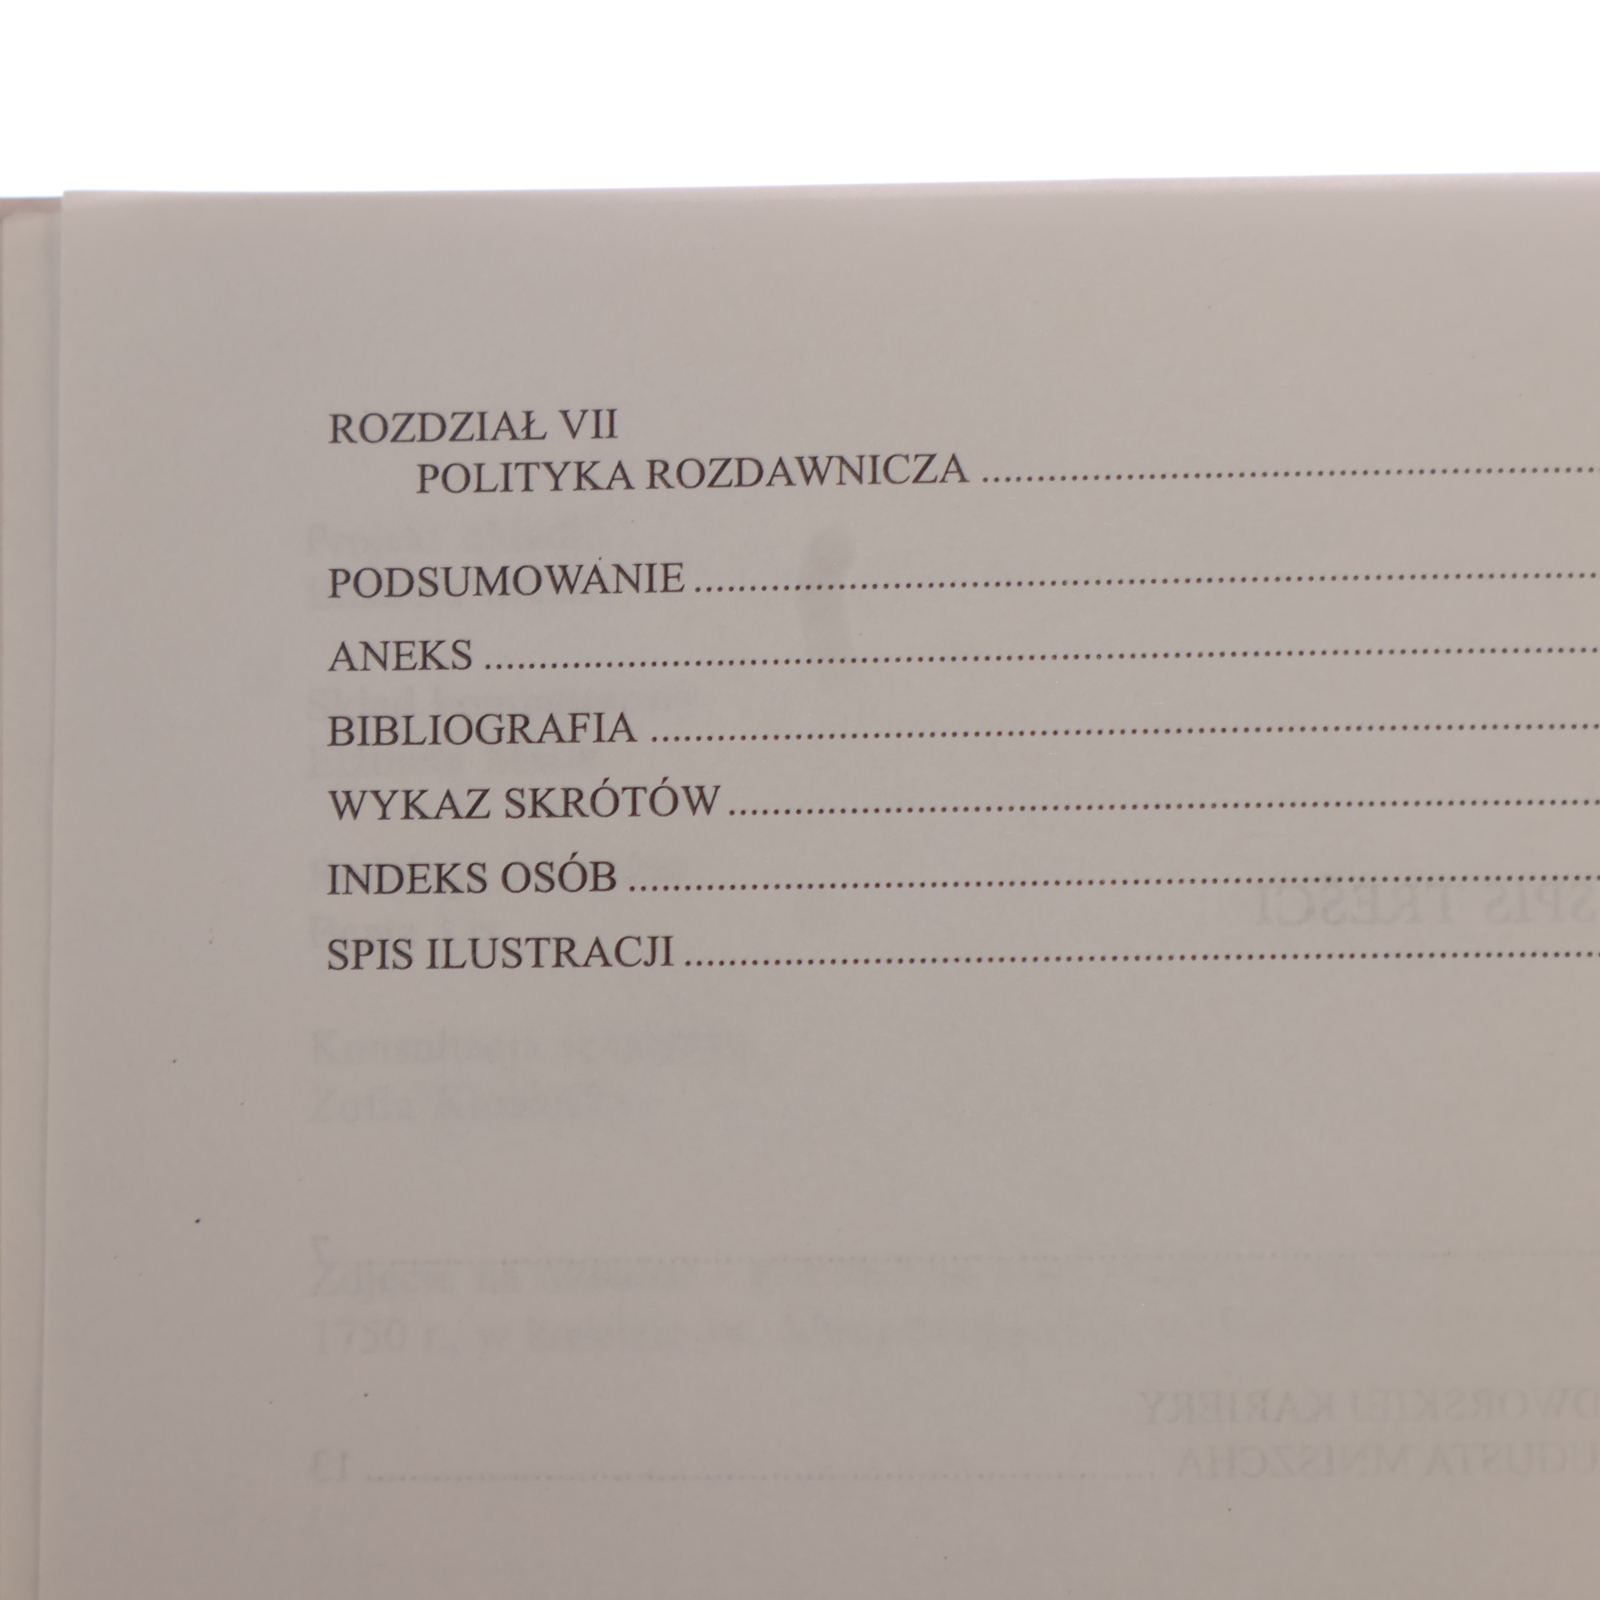 ROZDZIAŁ VII
POLITYKA ROZDAWNICZA ........................................
PODSUMOWANIE ........................................
ANEKS ........................................
BIBLIOGRAFIA ........................................
WYKAZ SKRÓTÓW ........................................
INDEKS OSÓB ........................................
SPIS ILUSTRACJI ........................................